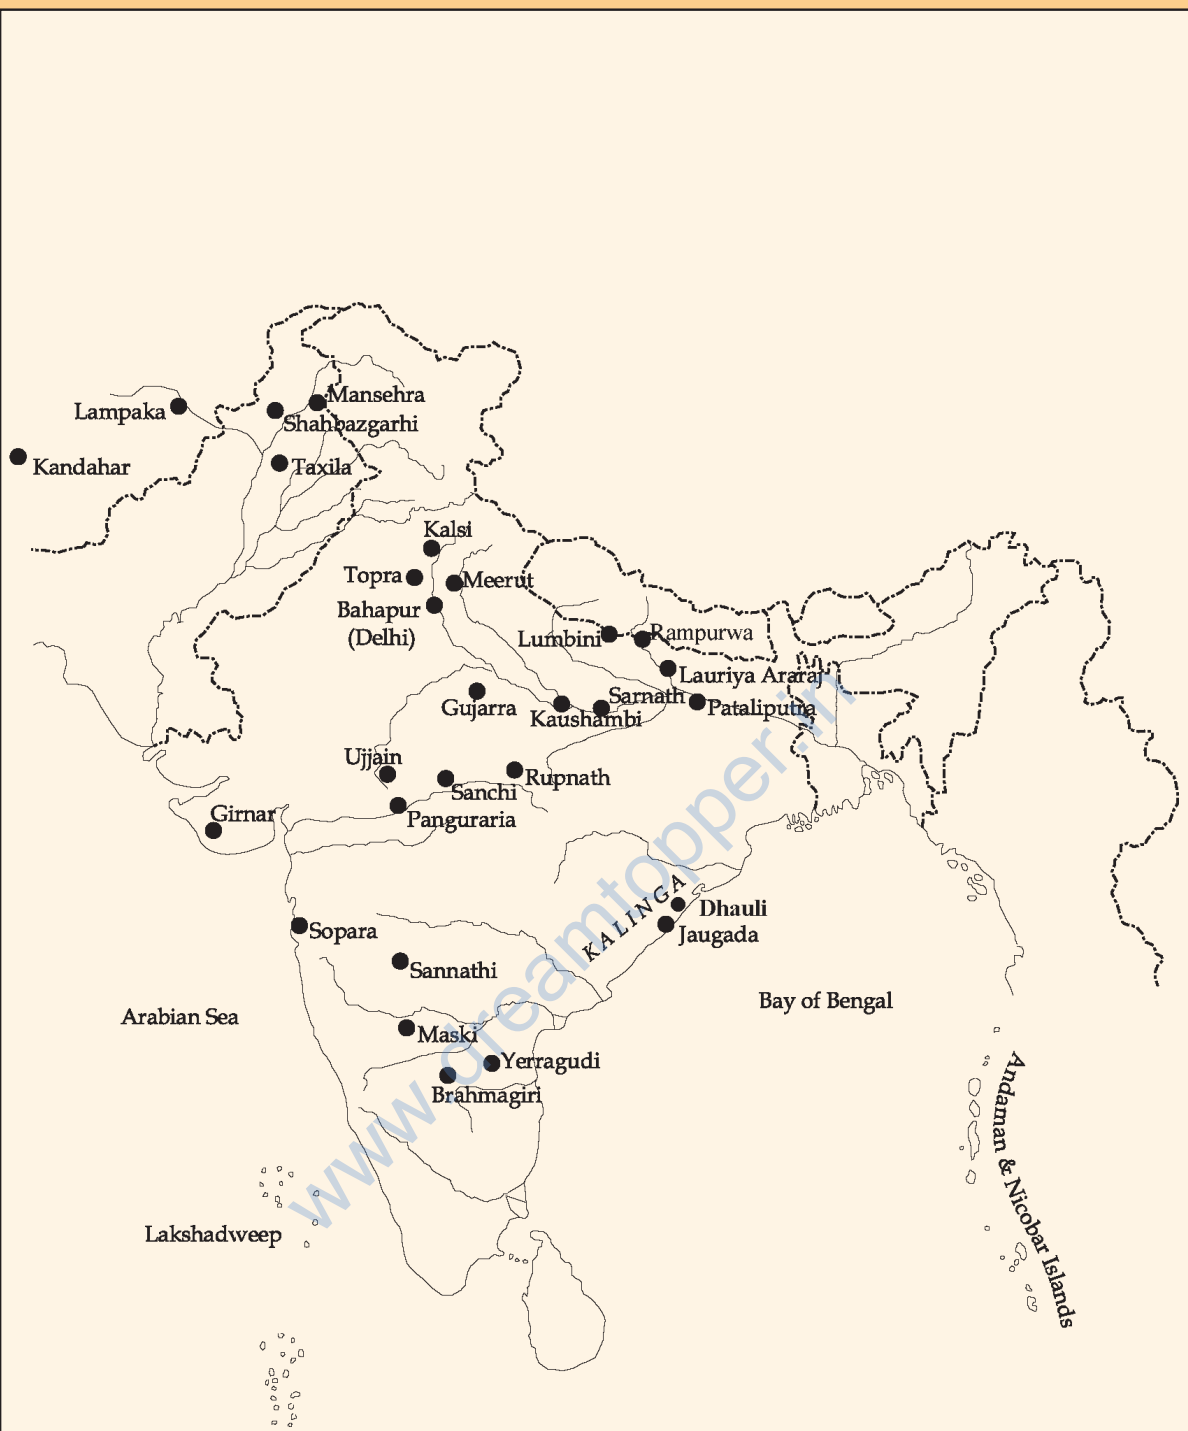 Mansehra
Lampaka
Shahbazgarhi
Kandahar
Taxila
Kalsi
Topra
Meerut
Bahapur
(Delhi)
Lumbini
Rampurwa
Lauriya Araraj
Sarnath
Gujarra
Kaushambi
Pataliputra
Ujjain
Rupnath
Sanchi
Girnar
Panguraria
KALINGA
Dhauli
Sopara
Jaugada
Sannathi
Bay of Bengal
Arabian Sea
Maski
Yerragudi
Brahmagiri
Andaman & Nicobar Islands
Lakshadweep
www.dreamtopper.in